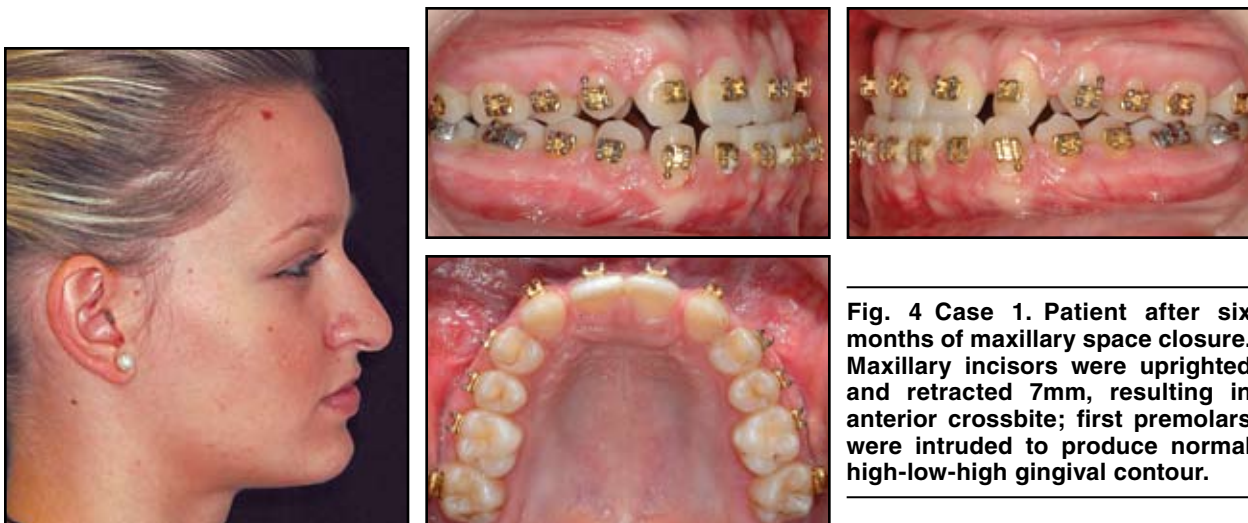 Fig. 4 Case 1. Patient after six
months of maxillary space closure.
Maxillary incisors were uprighted
and retracted 7mm, resulting in
anterior crossbite; first premolars
were intruded to produce normal
high-low-high gingival contour.